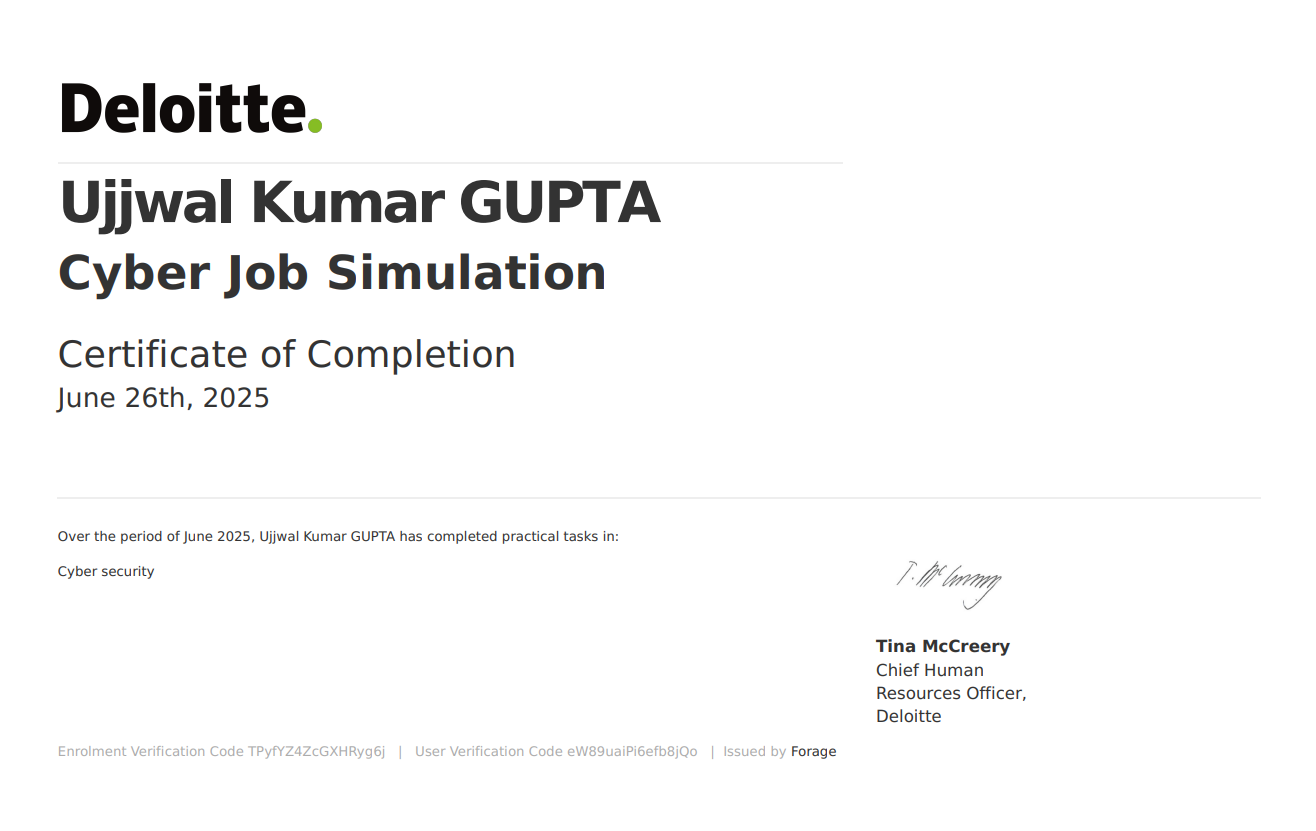 Deloitte.
Ujjwal Kumar GUPTA
Cyber Job Simulation
Certificate of Completion
June 26th, 2025
Over the period of June 2025, Ujjwal Kumar GUPTA has completed practical tasks in:
Cyber security
T. McCreery
Tina McCreery
Chief Human
Resources Officer,
Deloitte
Enrolment Verification Code TPyfYZ4ZcGXHRyg6j | User Verification Code eW89uaiPi6efb8jQo | Issued by Forage